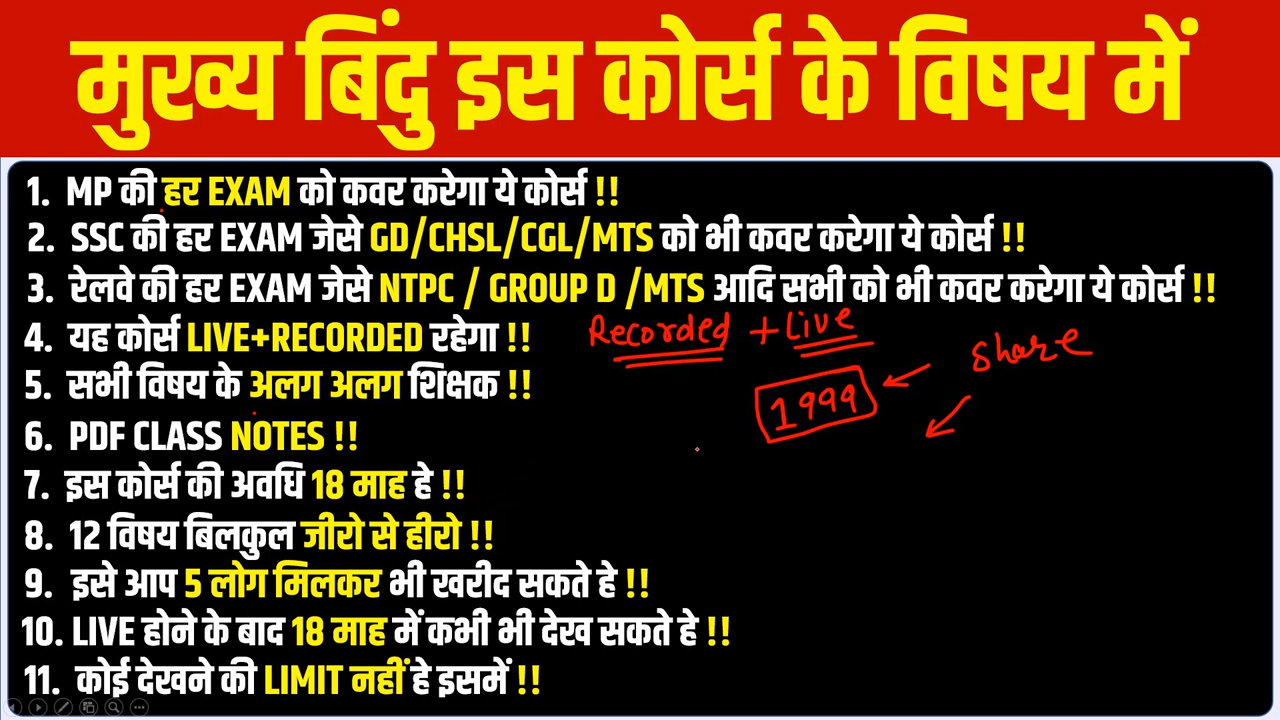 मुख्य बिंदु इस कोर्स के विषय में
1. MP की हर EXAM को कवर करेगा ये कोर्स !!
2. SSC की हर EXAM जेसे GD/CHSL/CGL/MTS को भी कवर करेगा ये कोर्स !!
3. रेलवे की हर EXAM जेसे NTPC / GROUP D /MTS आदि सभी को भी कवर करेगा ये कोर्स !!
4. यह कोर्स LIVE+RECORDED रहेगा !!
Recorded + Live
share
5. सभी विषय के अलग अलग शिक्षक !!
1999
6. PDF CLASS NOTES !!
7. इस कोर्स की अवधि 18 माह हे !!
8. 12 विषय बिलकुल जीरो से हीरो !!
9. इसे आप 5 लोग मिलकर भी खरीद सकते हे !!
10. LIVE होने के बाद 18 माह में कभी भी देख सकते हे !!
11. कोई देखने की LIMIT नहीं हे इसमें !!